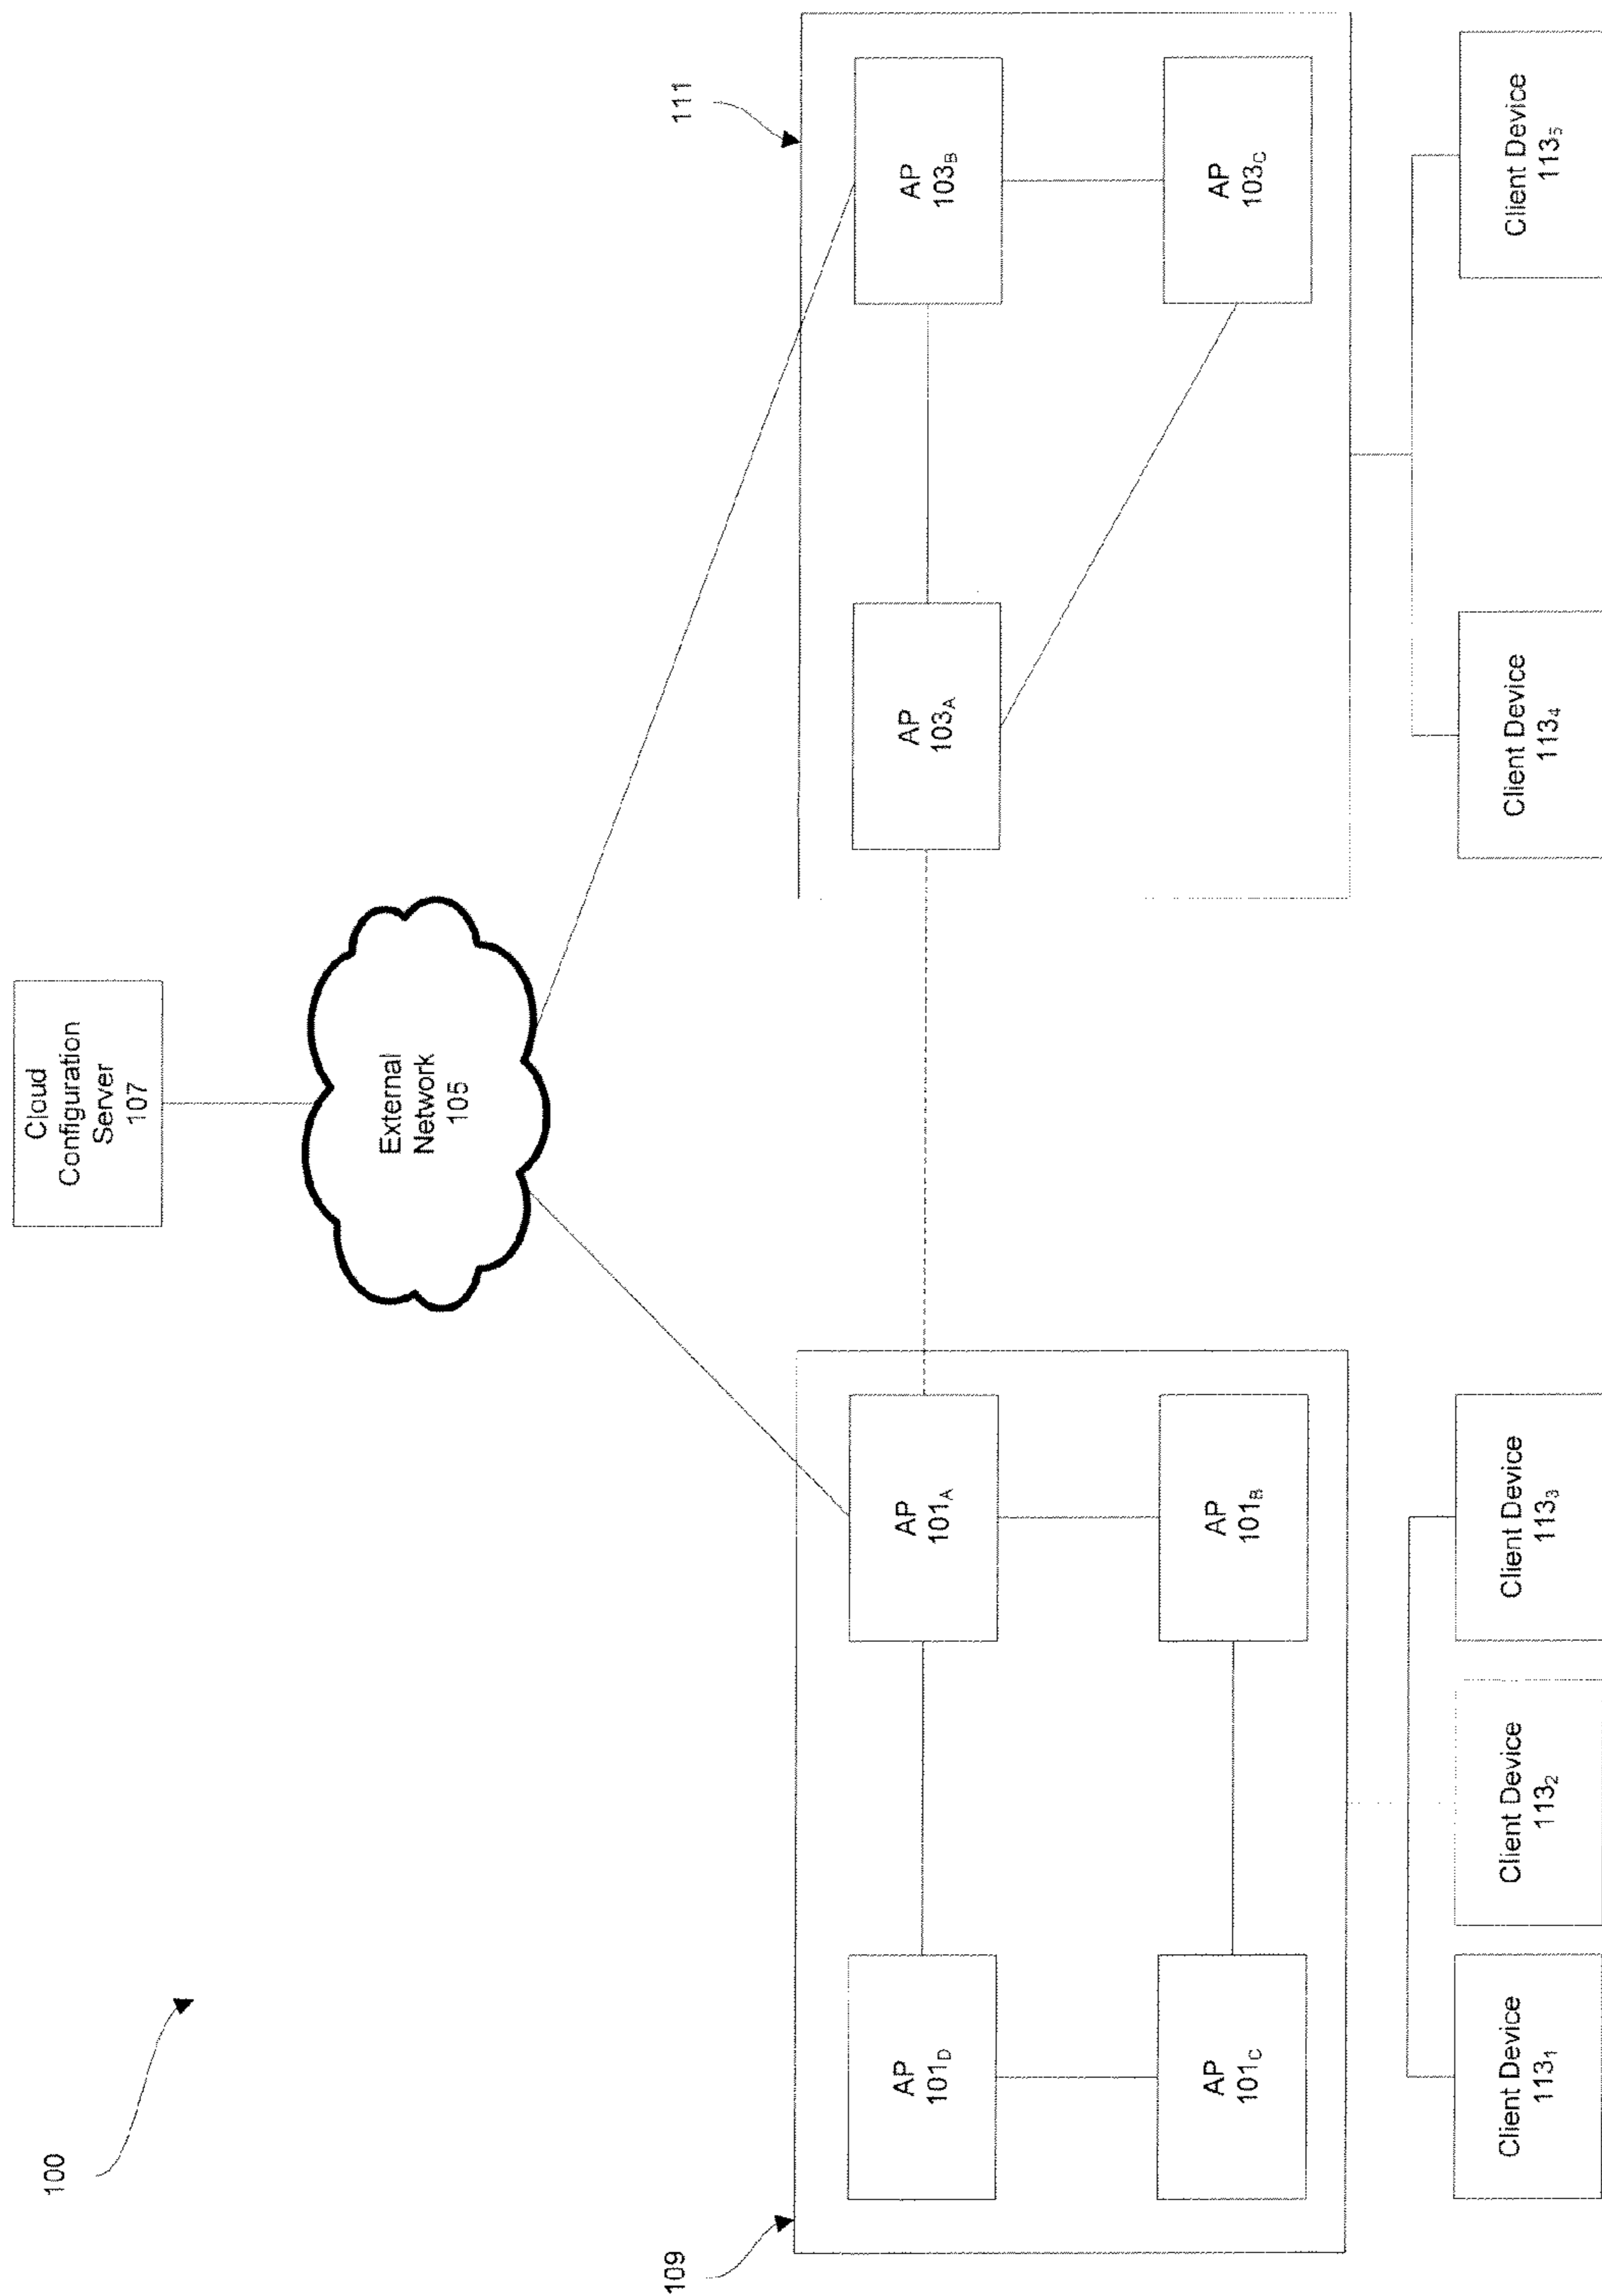 100
Cloud
Configuration
Server
107
External
Network
105
109
AP
101D
AP
101A
AP
101C
AP
101B
111
AP
103A
AP
103B
AP
103C
Client Device
113₁
Client Device
113₂
Client Device
113₃
Client Device
113₄
Client Device
113₅